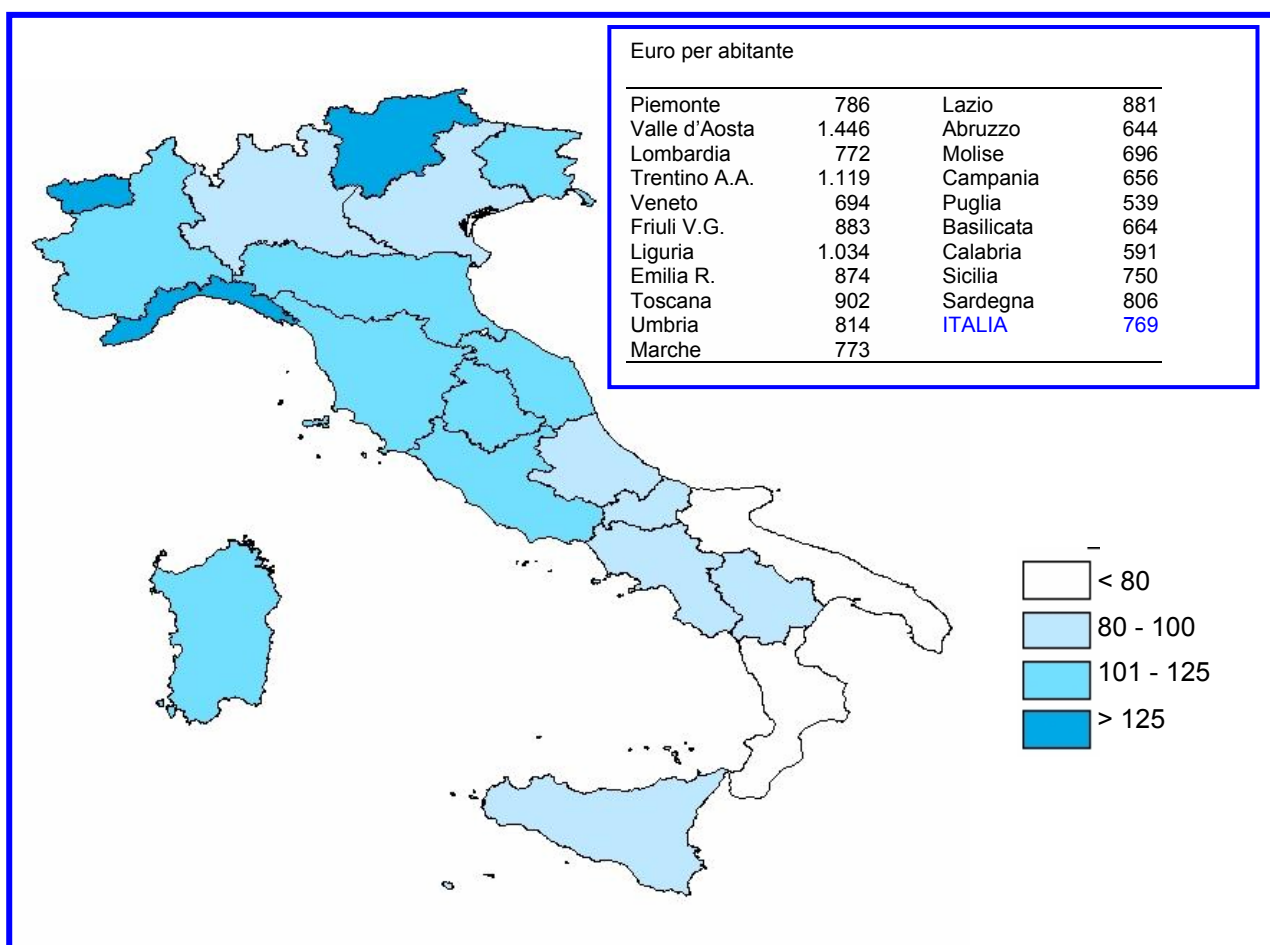 Euro per abitante
Piemonte 786 Lazio 881
Valle d'Aosta 1.446 Abruzzo 644
Lombardia 772 Molise 696
Trentino A.A. 1.119 Campania 656
Veneto 694 Puglia 539
Friuli V.G. 883 Basilicata 664
Liguria 1.034 Calabria 591
Emilia R. 874 Sicilia 750
Toscana 902 Sardegna 806
Umbria 814 ITALIA 769
Marche 773
< 80
80 - 100
101 - 125
> 125